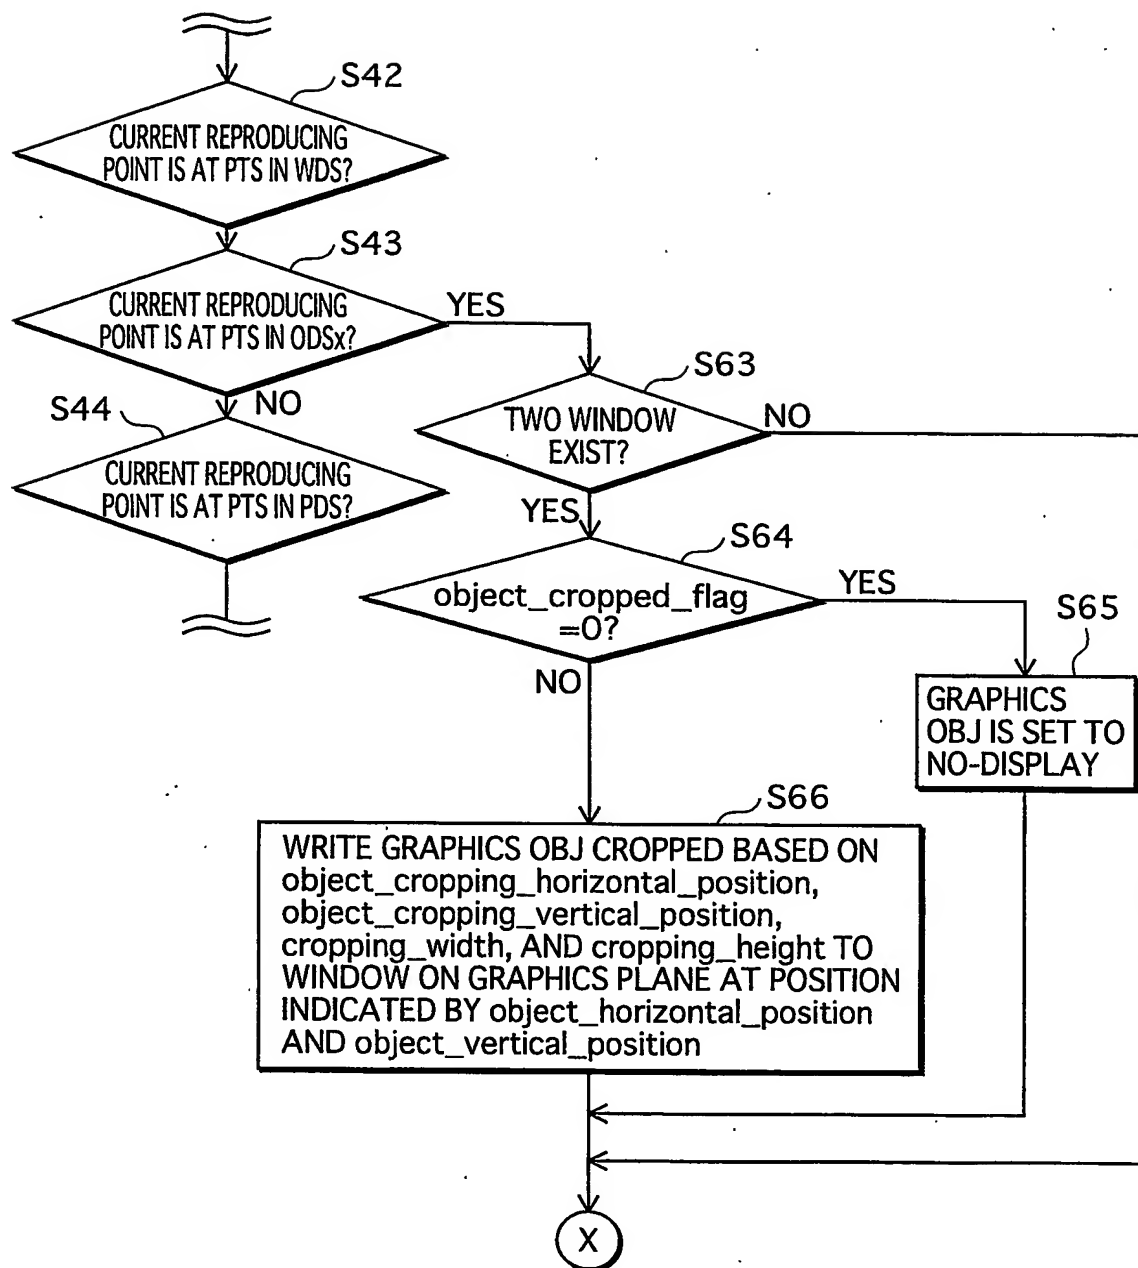 S42
CURRENT REPRODUCING
POINT IS AT PTS IN WDS?
S43
CURRENT REPRODUCING
POINT IS AT PTS IN ODSx?
YES
NO
S44
CURRENT REPRODUCING
POINT IS AT PTS IN PDS?
S63
TWO WINDOW
EXIST?
NO
YES
S64
object_cropped_flag
=0?
YES
NO
S65
GRAPHICS
OBJ IS SET TO
NO-DISPLAY
S66
WRITE GRAPHICS OBJ CROPPED BASED ON
object_cropping_horizontal_position,
object_cropping_vertical_position,
cropping_width, AND cropping_height TO
WINDOW ON GRAPHICS PLANE AT POSITION
INDICATED BY object_horizontal_position
AND object_vertical_position
X